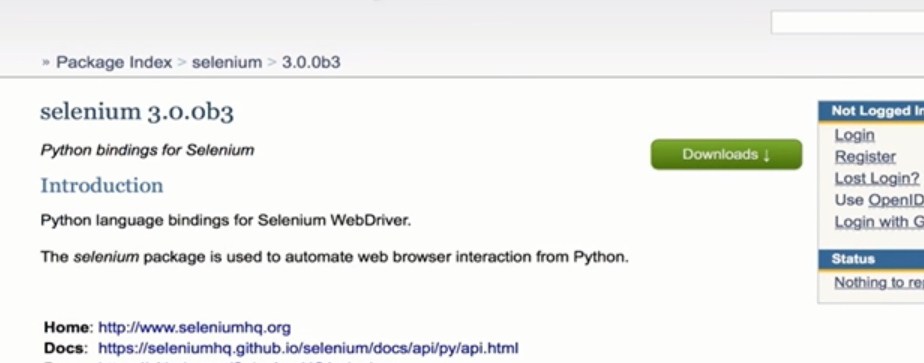 » Package Index > selenium > 3.0.0b3
selenium 3.0.0b3
Python bindings for Selenium
Downloads ↓
Introduction
Python language bindings for Selenium WebDriver.
The selenium package is used to automate web browser interaction from Python.
Home: http://www.seleniumhq.org
Docs: https://seleniumhq.github.io/selenium/docs/api/py/api.html
Not Logged In
Login
Register
Lost Login?
Use OpenID
Login with G
Status
Nothing to re